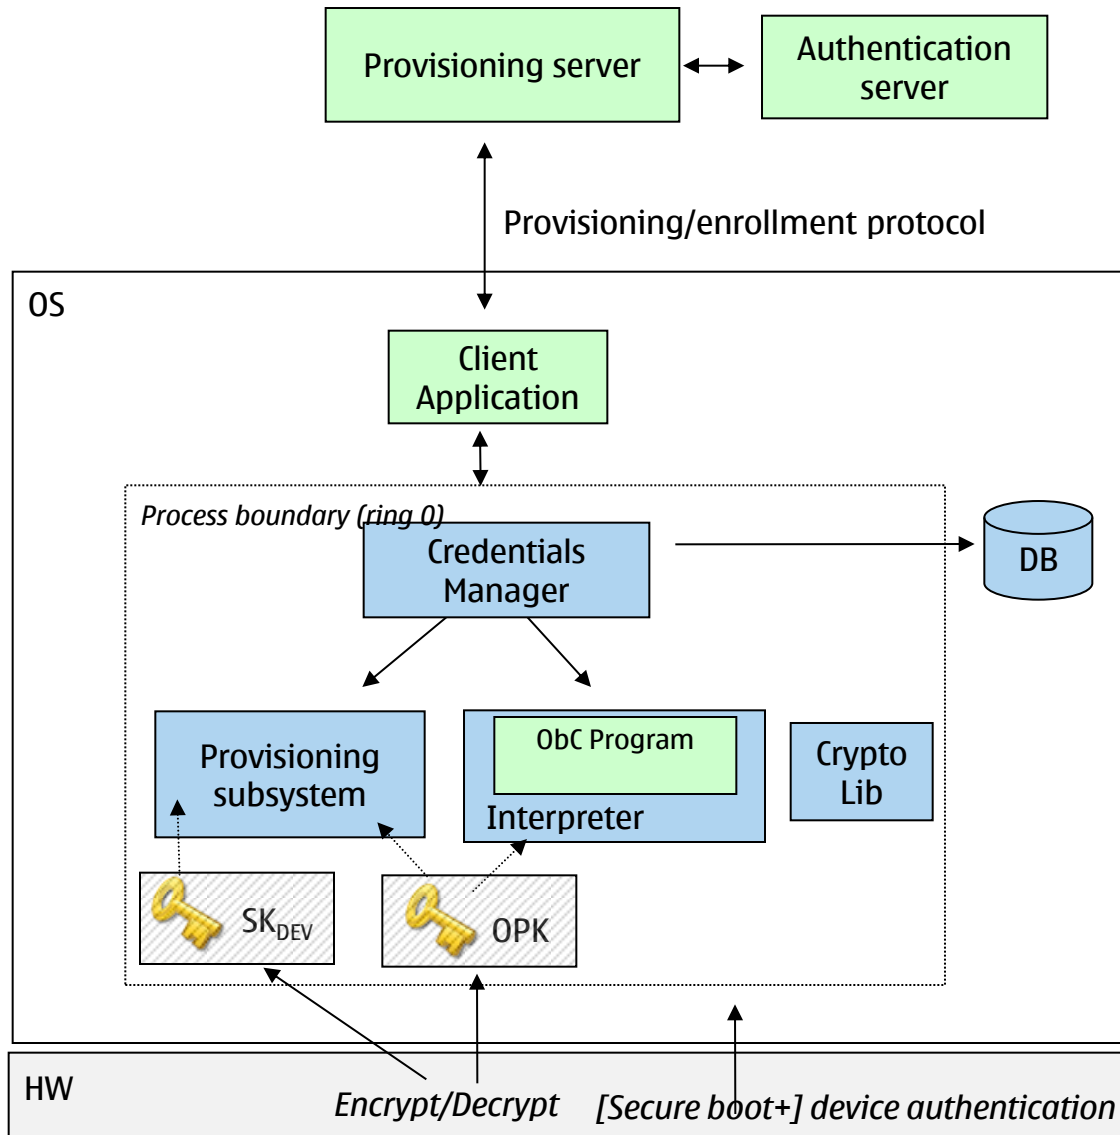 Provisioning server
Authentication
server
Provisioning/enrollment protocol
OS
Client
Application
Process boundary (ring 0)
Credentials
Manager
DB
Provisioning
subsystem
ObC Program
Interpreter
Crypto
Lib
SK_DEV
OPK
HW
Encrypt/Decrypt
[Secure boot+] device authentication